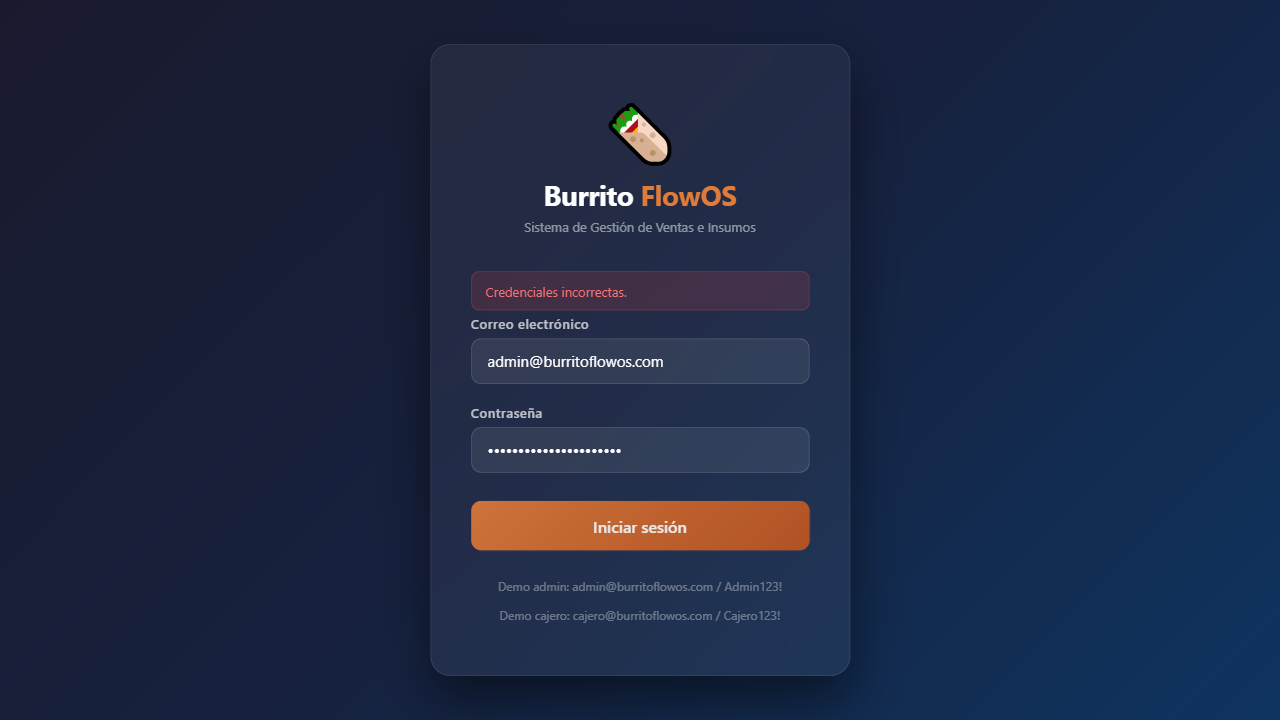 Burrito FlowOS
Sistema de Gestión de Ventas e Insumos
Credenciales incorrectas.
Correo electrónico
admin@burritoflowos.com
Contraseña
••••••••••••••••••••••
Iniciar sesión
Demo admin: admin@burritoflowos.com / Admin123!
Demo cajero: cajero@burritoflowos.com / Cajero123!